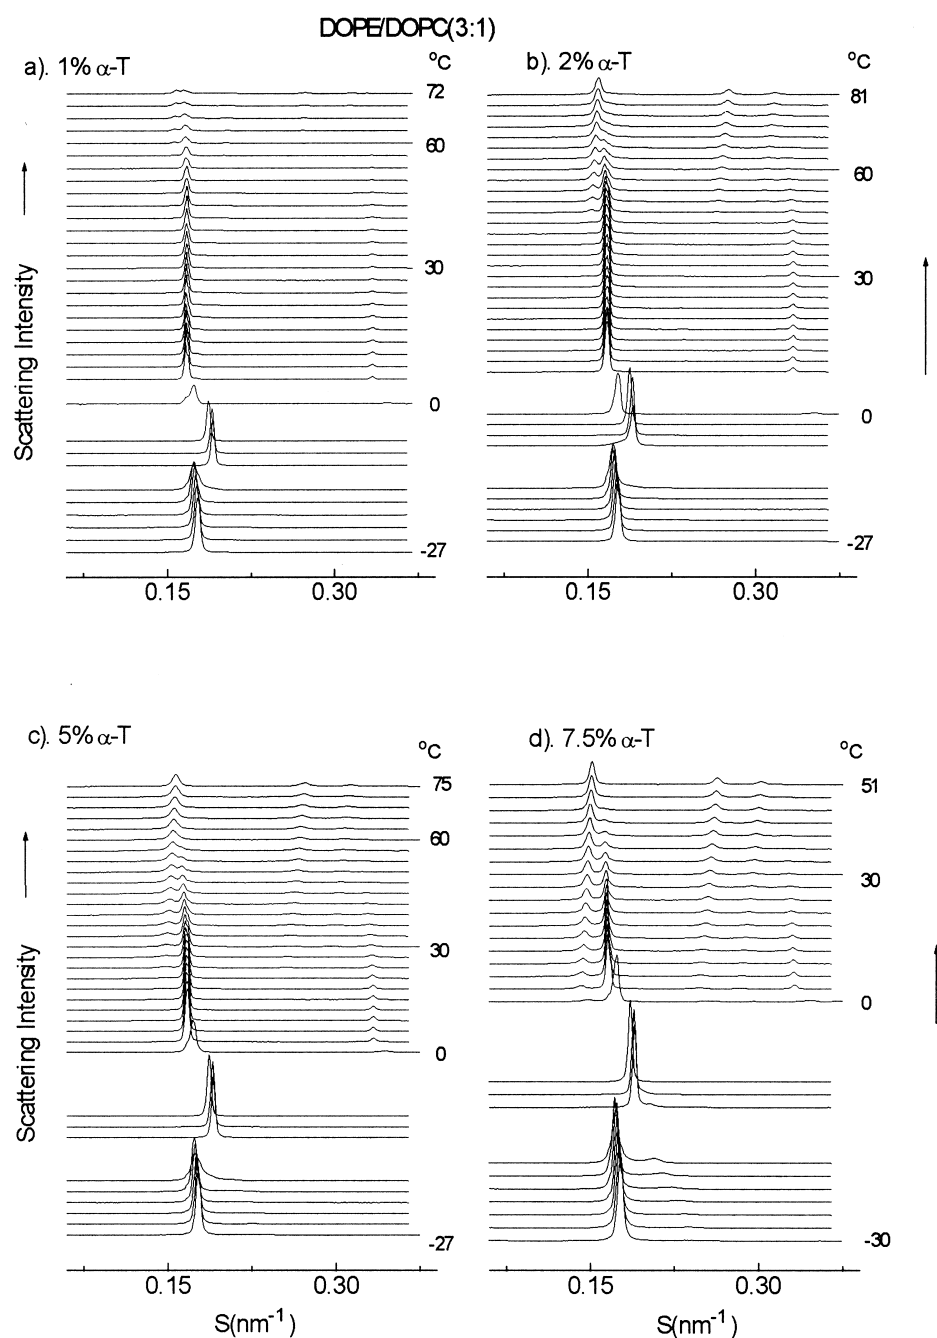 DOPE/DOPC(3:1)
a). 1% α-T
°C
72
60
30
0
-27
0.15
0.30
Scattering Intensity
b). 2% α-T
°C
81
60
30
0
-27
0.15
0.30
c). 5% α-T
°C
75
60
30
0
-27
0.15
0.30
S(nm⁻¹)
Scattering Intensity
d). 7.5% α-T
°C
51
30
0
-30
0.15
0.30
S(nm⁻¹)